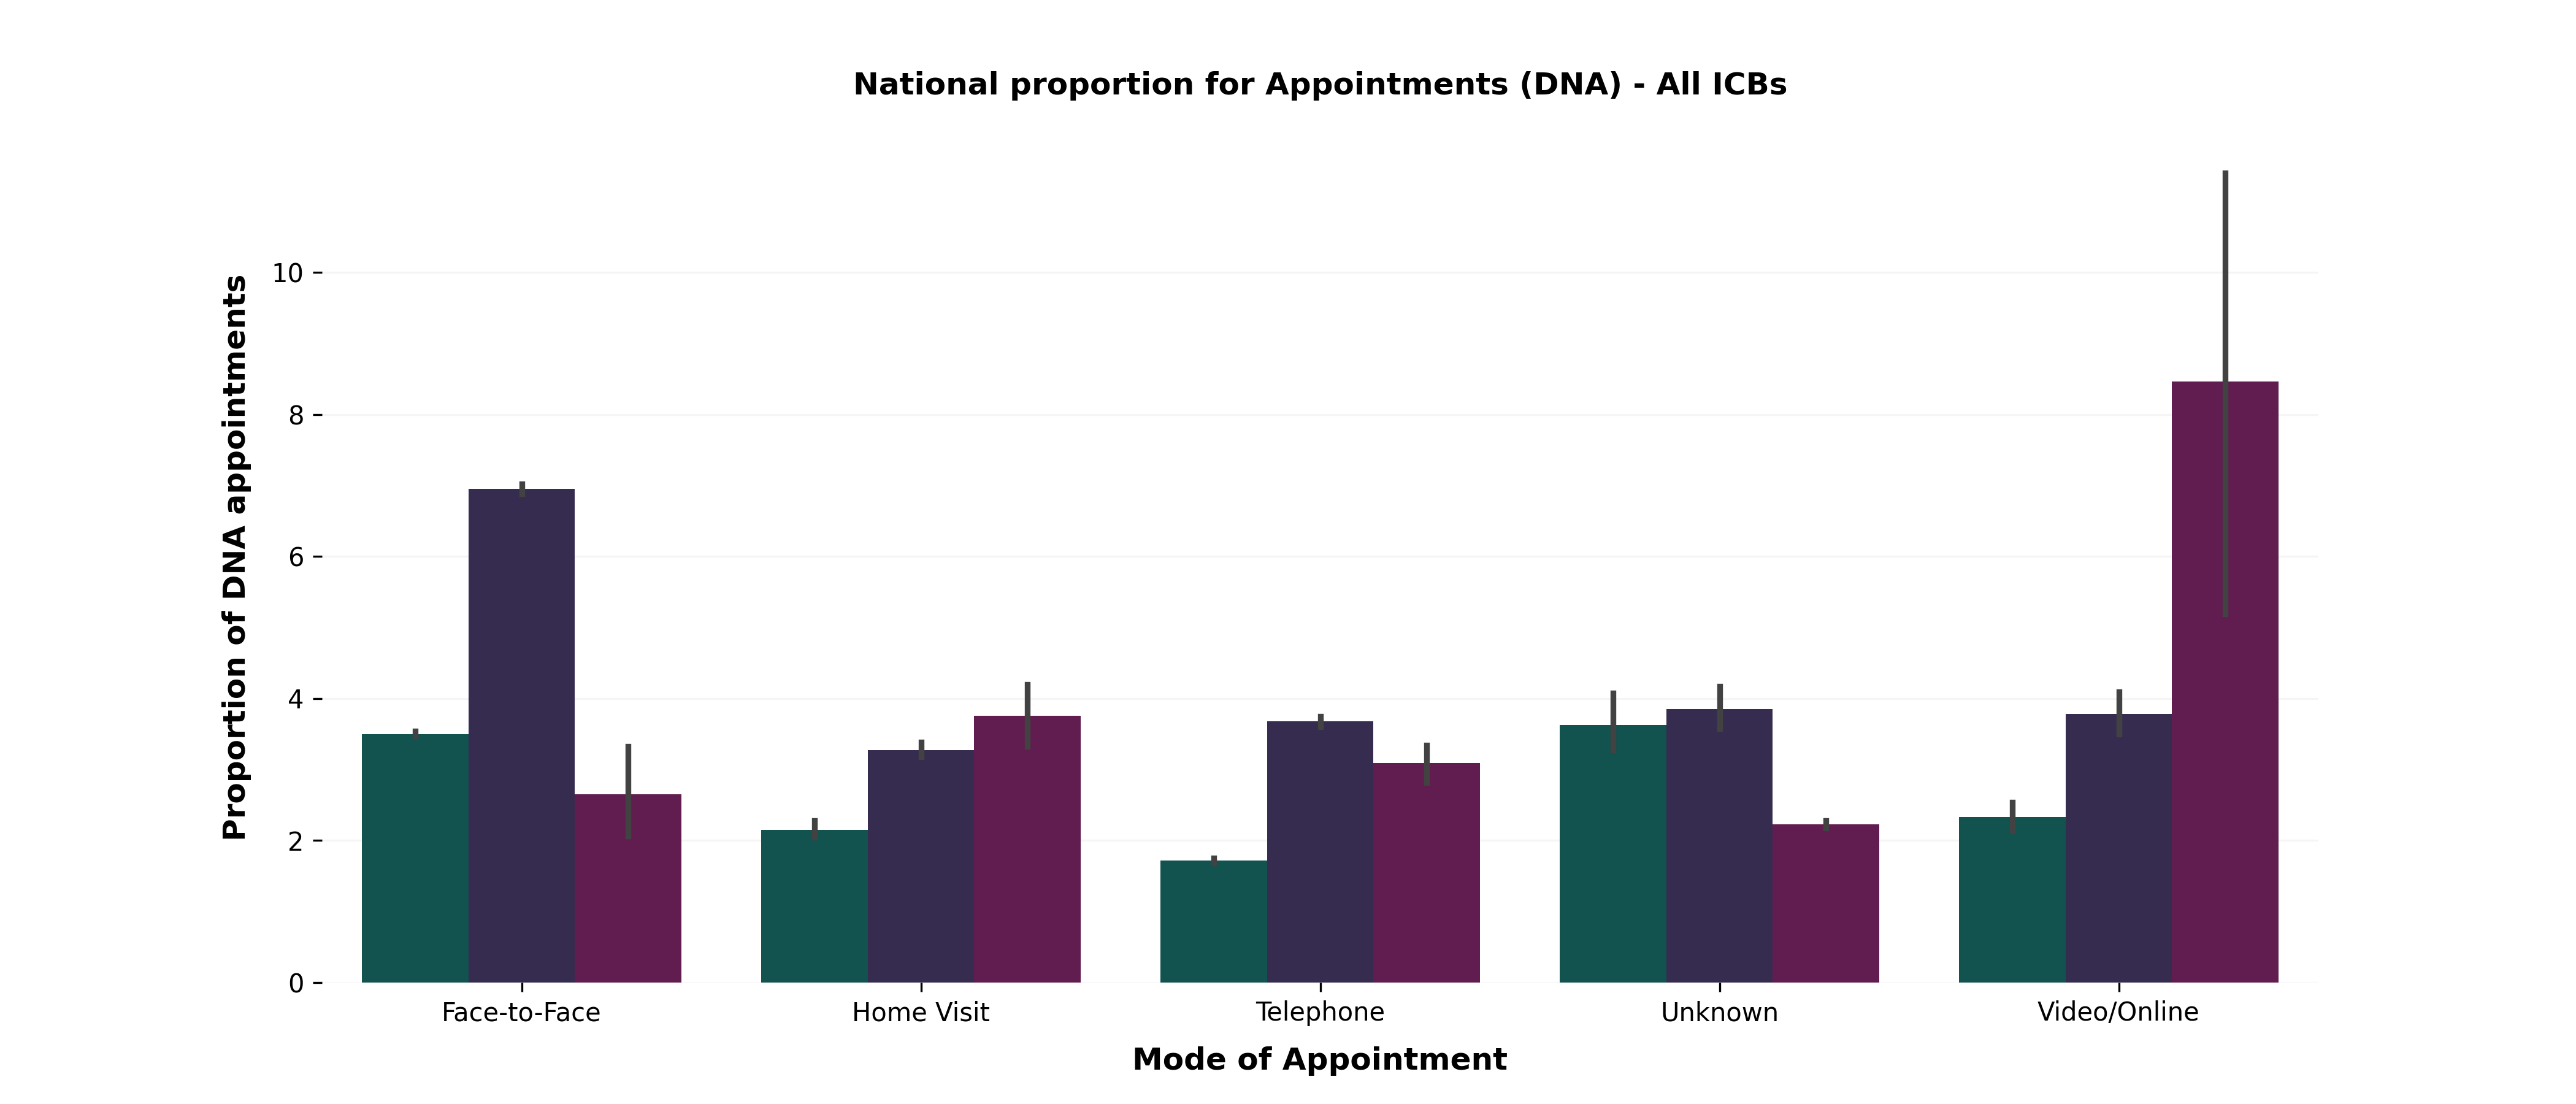 National proportion for Appointments (DNA) - All ICBs
Proportion of DNA appointments
10
8
6
4
2
0
Face-to-Face
Home Visit
Telephone
Unknown
Video/Online
Mode of Appointment